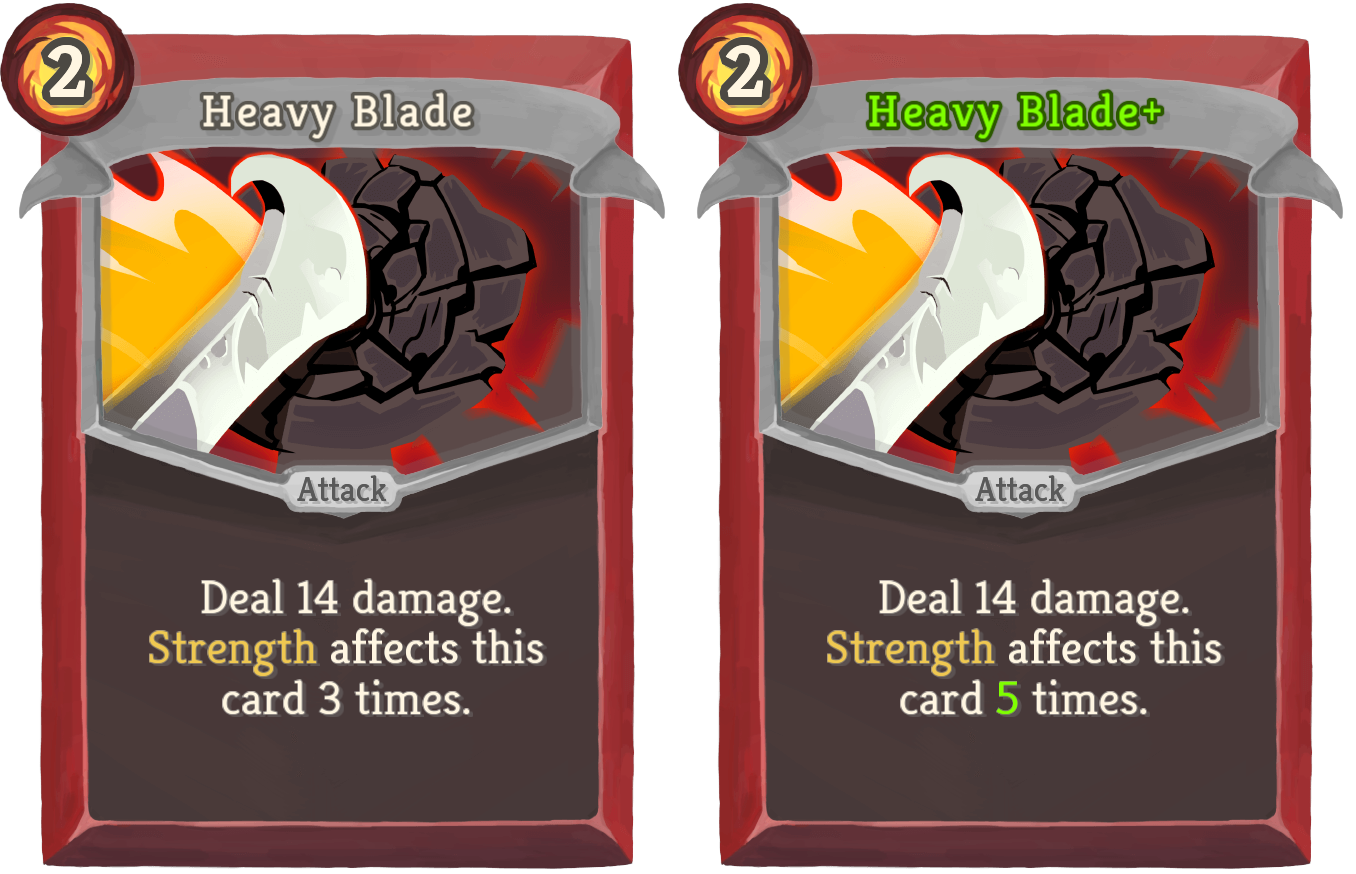 2
Heavy Blade
Attack
Deal 14 damage.
Strength affects this
card 3 times.
2
Heavy Blade+
Attack
Deal 14 damage.
Strength affects this
card 5 times.